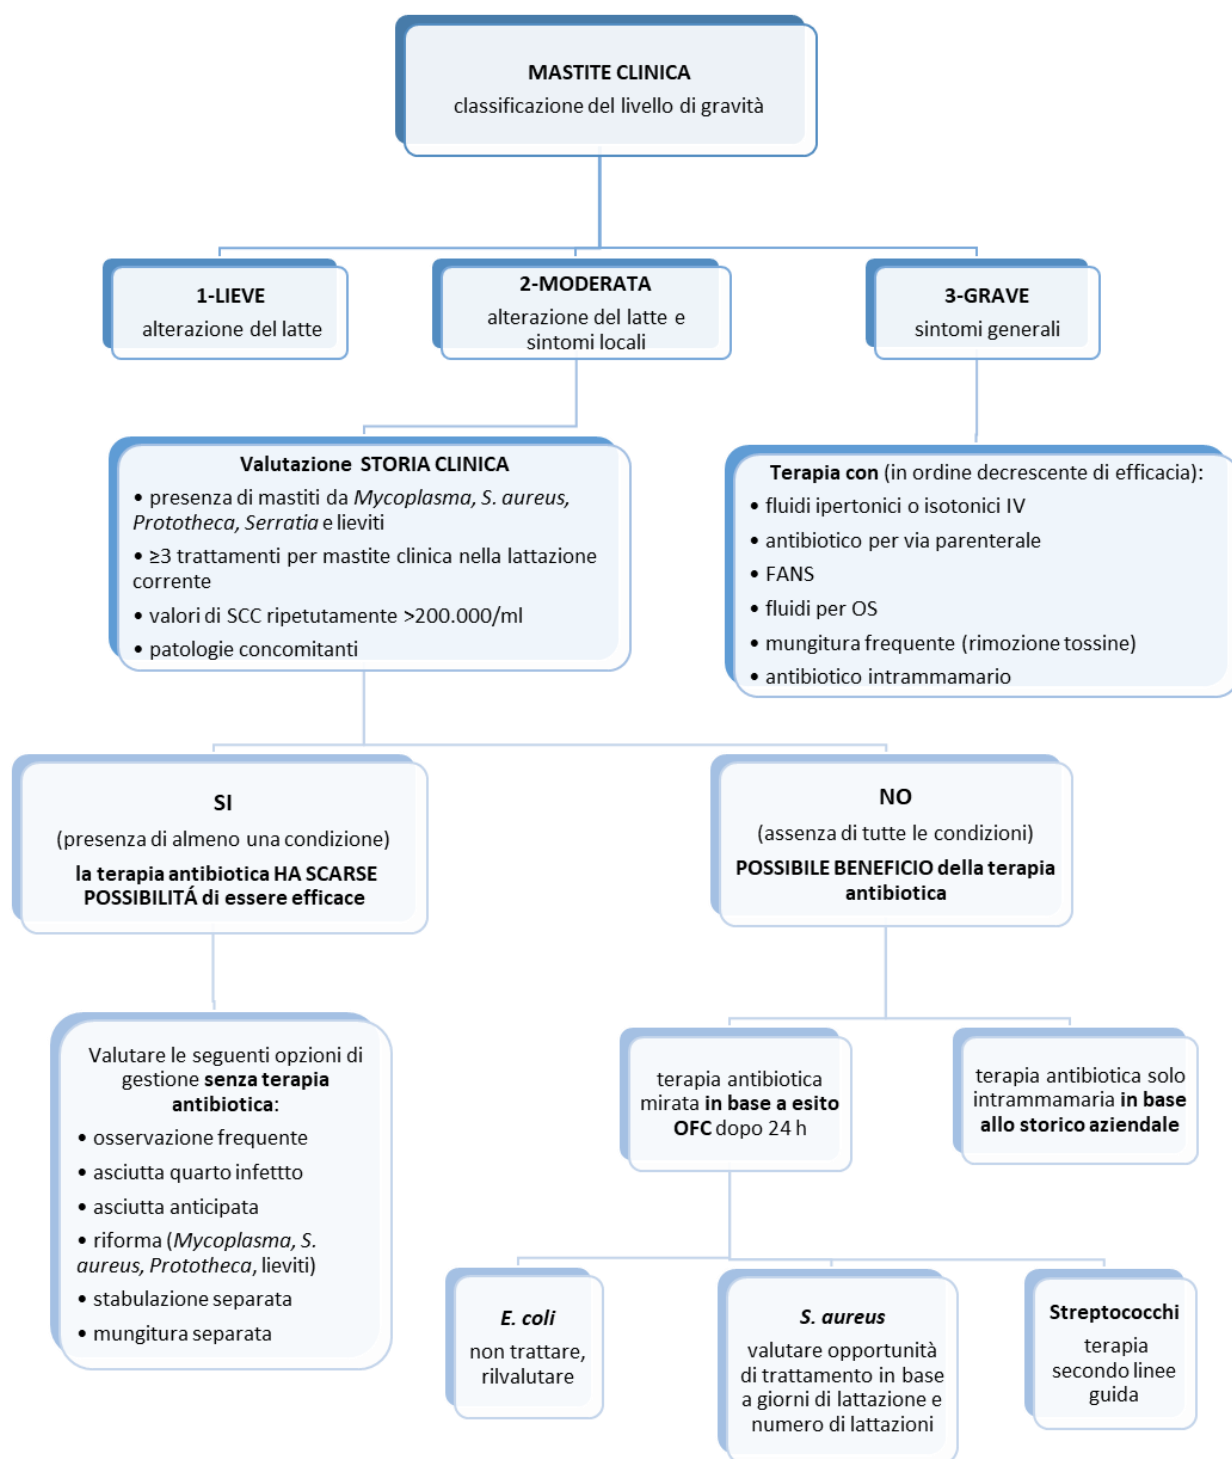 MASTITE CLINICA
classificazione del livello di gravità
1-LIEVE
alterazione del latte
2-MODERATA
alterazione del latte e
sintomi locali
3-GRAVE
sintomi generali
Valutazione STORIA CLINICA
• presenza di mastiti da Mycoplasma, S. aureus,
Prototheca, Serratia e lieviti
• ≥3 trattamenti per mastite clinica nella lattazione
corrente
• valori di SCC ripetutamente >200.000/ml
• patologie concomitanti
Terapia con (in ordine decrescente di efficacia):
• fluidi ipertonici o isotonici IV
• antibiotico per via parenterale
• FANS
• fluidi per OS
• mungitura frequente (rimozione tossine)
• antibiotico intrammamario
SI
(presenza di almeno una condizione)
la terapia antibiotica HA SCARSE
POSSIBILITÁ di essere efficace
NO
(assenza di tutte le condizioni)
POSSIBILE BENEFICIO della terapia
antibiotica
Valutare le seguenti opzioni di
gestione senza terapia
antibiotica:
• osservazione frequente
• asciutta quarto infettto
• asciutta anticipata
• riforma (Mycoplasma, S.
aureus, Prototheca, lieviti)
• stabulazione separata
• mungitura separata
terapia antibiotica
mirata in base a esito
OFC dopo 24 h
terapia antibiotica solo
intrammamaria in base
allo storico aziendale
E. coli
non trattare,
rilvalutare
S. aureus
valutare opportunità
di trattamento in base
a giorni di lattazione e
numero di lattazioni
Streptococchi
terapia
secondo linee
guida